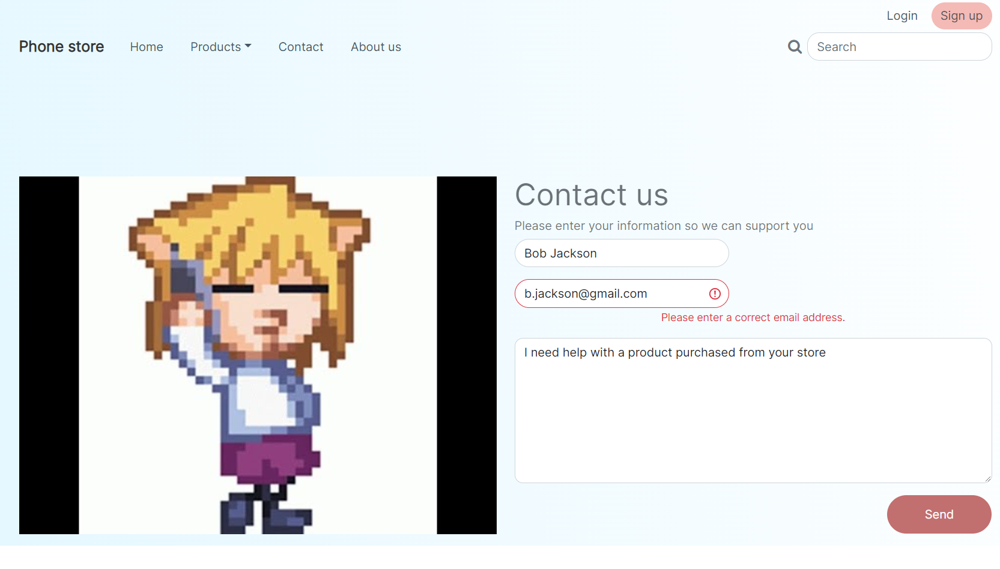 Login
Sign up
Phone store
Home
Products
Contact
About us
Search
Contact us
Please enter your information so we can support you
Bob Jackson
b.jackson@gmail.com
Please enter a correct email address.
I need help with a product purchased from your store
Send